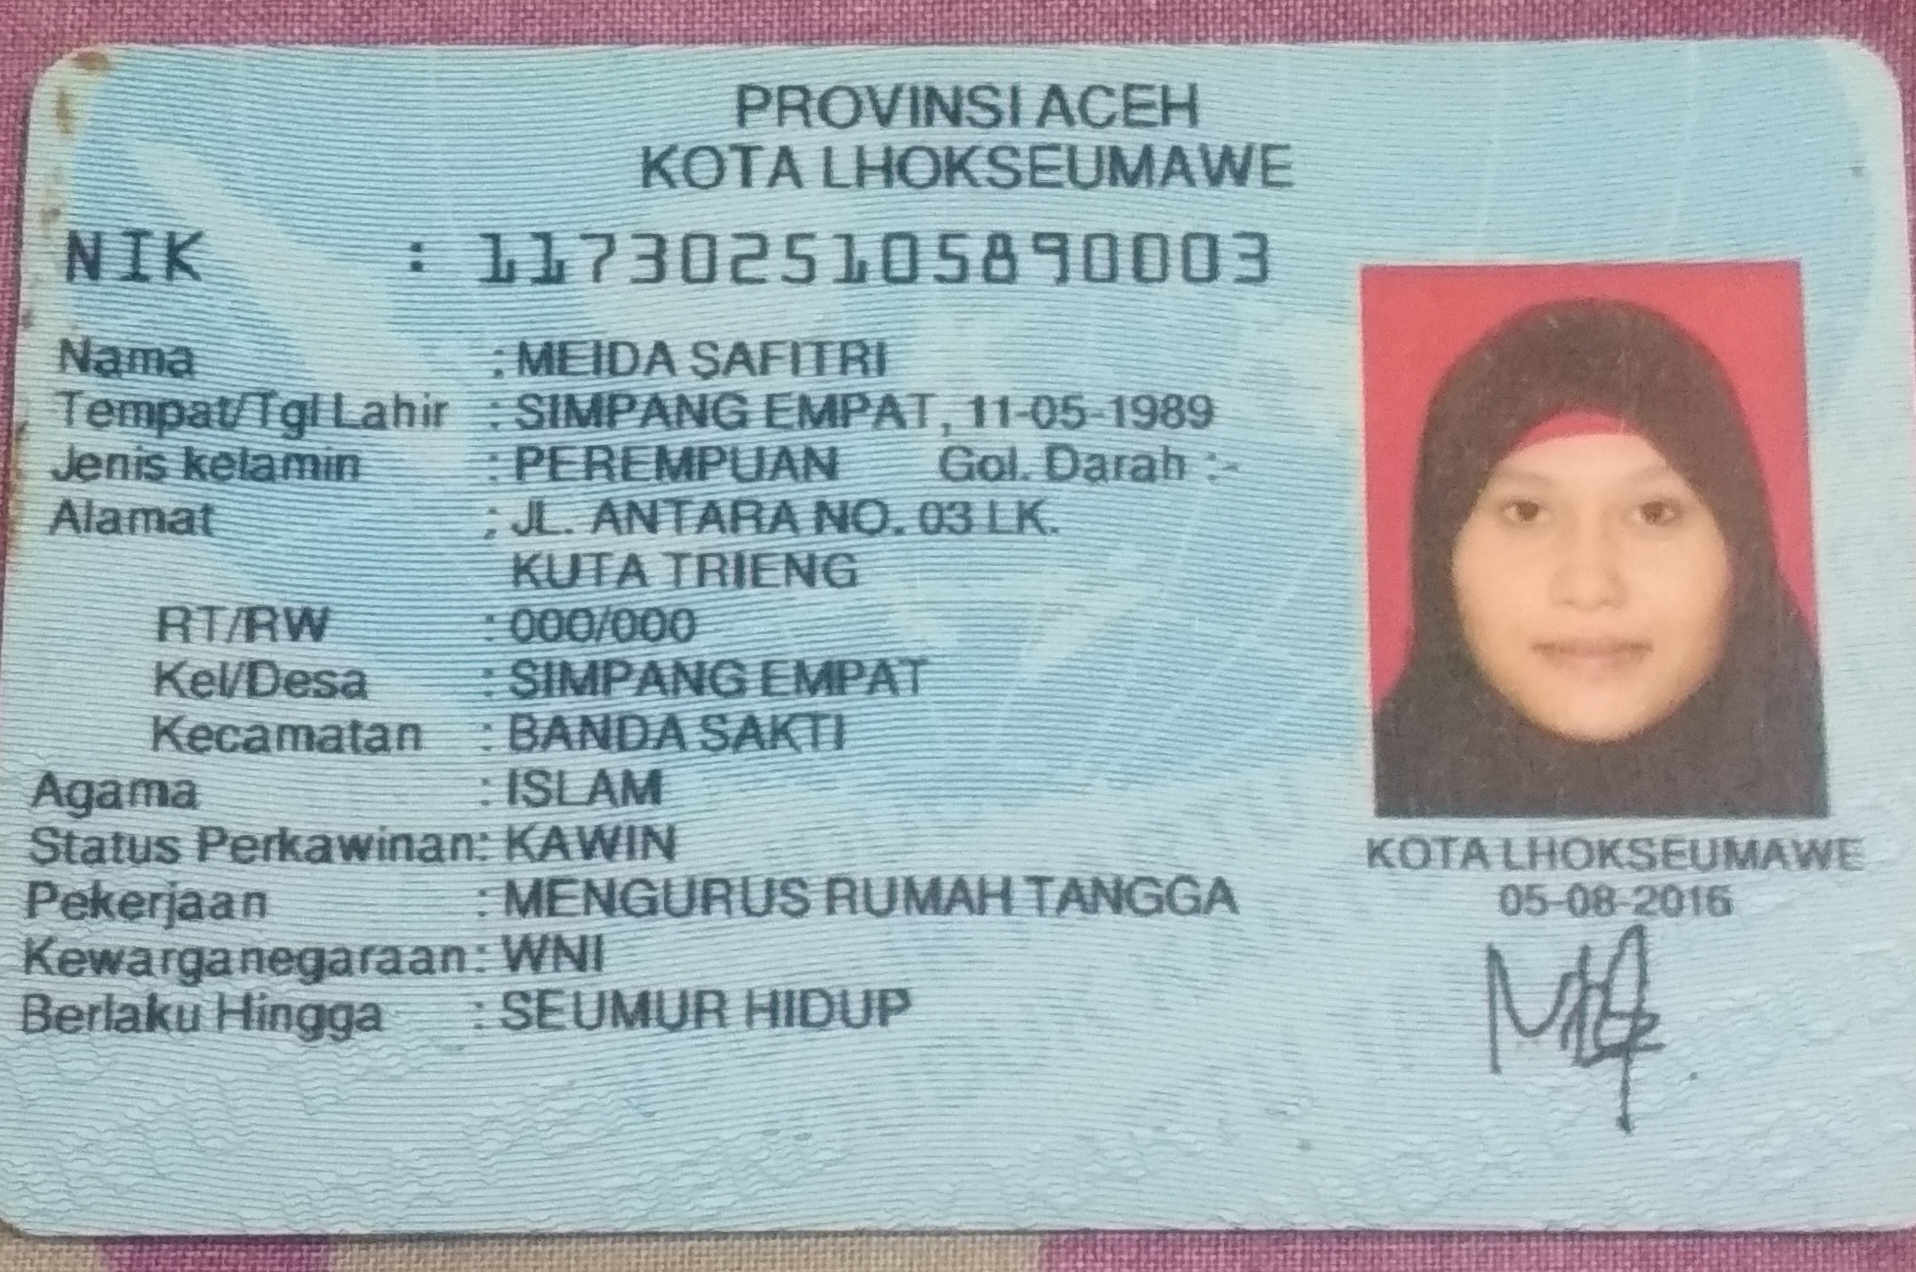 PROVINSI ACEH
KOTA LHOKSEUMAWE
NIK : 1173025105890003
Nama : MEIDA SAFITRI
Tempat/Tgl Lahir : SIMPANG EMPAT, 11-05-1989
Jenis kelamin : PEREMPUAN Gol. Darah :-
Alamat : JL. ANTARA NO. 03 LK.
KUTA TRIENG
RT/RW : 000/000
Kel/Desa : SIMPANG EMPAT
Kecamatan : BANDA SAKTI
Agama : ISLAM
Status Perkawinan: KAWIN
Pekerjaan : MENGURUS RUMAH TANGGA
Kewarganegaraan: WNI
Berlaku Hingga : SEUMUR HIDUP
KOTA LHOKSEUMAWE
05-08-2016